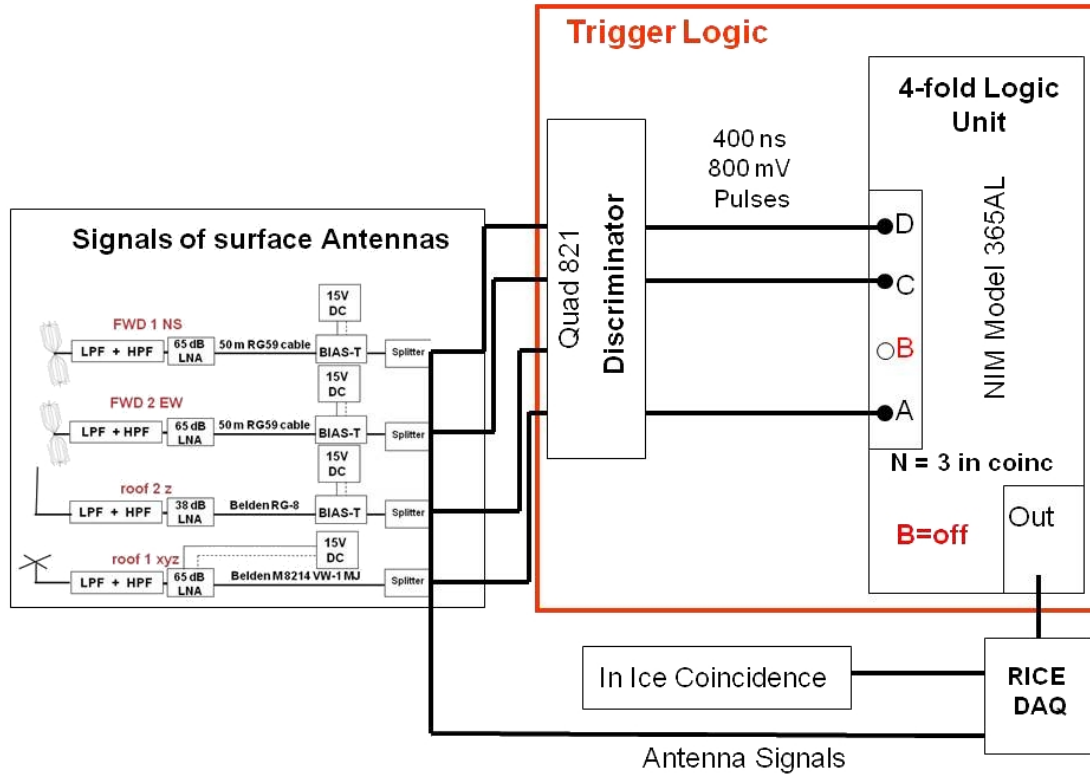 Trigger Logic
4-fold Logic
Unit
NIM Model 365AL
D
C
B
A
N = 3 in coinc
B=off
Out
400 ns
800 mV
Pulses
Quad 821
Discriminator
Signals of surface Antennas
FWD 1 NS
LPF + HPF
65 dB
LNA
50 m RG59 cable
15V
DC
BIAS-T
Splitter
FWD 2 EW
LPF +HPF
65 dB
LNA
50 m RG59 cable
15V
DC
BIAS-T
Splitter
roof 2 z
LPF + HPF
38 dB
LNA
Belden RG-8
15V
DC
BIAS-T
Splitter
roof 1 xyz
LPF + HPF
65 dB
LNA
Belden M8214 VW-1 MJ
15V
DC
Splitter
In Ice Coincidence
RICE
DAQ
Antenna Signals